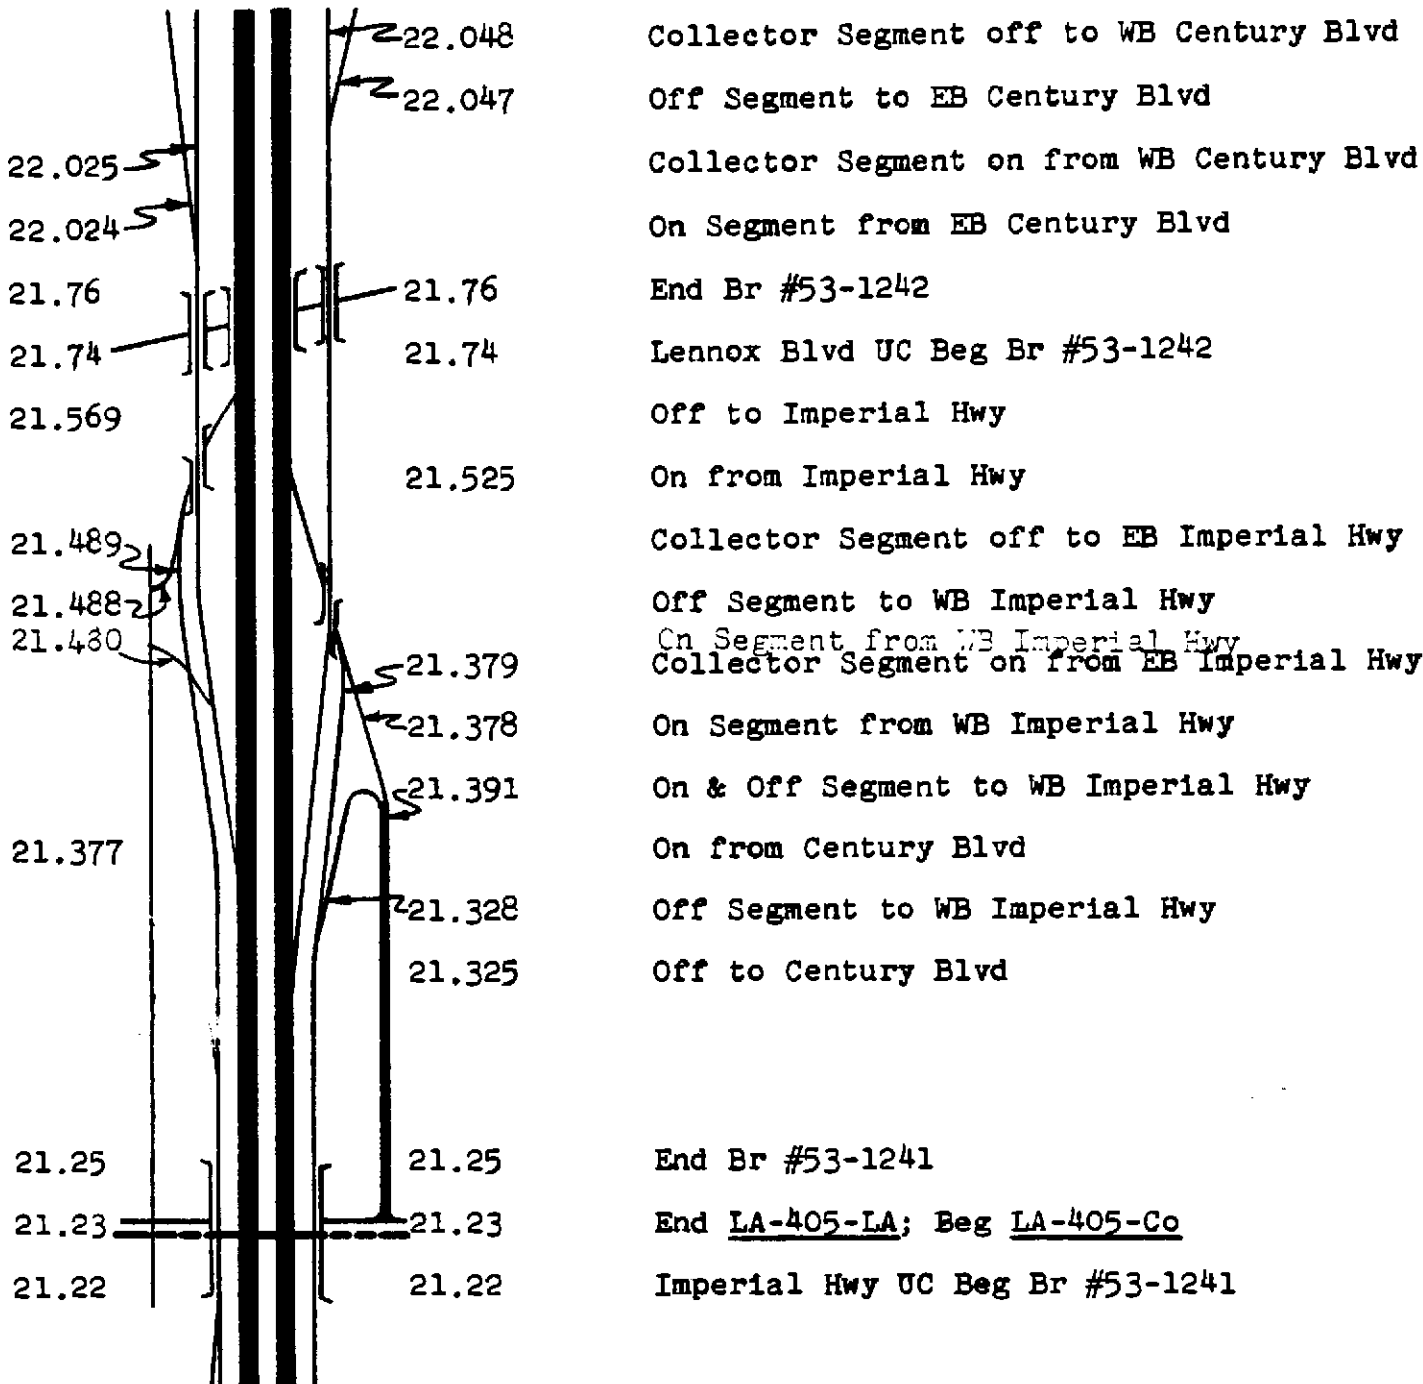 22.048 Collector Segment off to WB Century Blvd
22.047 Off Segment to EB Century Blvd
22.025 Collector Segment on from WB Century Blvd
22.024 On Segment from EB Century Blvd
21.76 21.76 End Br #53-1242
21.74 21.74 Lennox Blvd UC Beg Br #53-1242
21.569 Off to Imperial Hwy
21.525 On from Imperial Hwy
21.489 Collector Segment off to EB Imperial Hwy
21.488 Off Segment to WB Imperial Hwy
21.480 On Segment from WB Imperial Hwy
21.379 Collector Segment on from EB Imperial Hwy
21.378 On Segment from WB Imperial Hwy
21.391 On & Off Segment to WB Imperial Hwy
21.377 On from Century Blvd
21.328 Off Segment to WB Imperial Hwy
21.325 Off to Century Blvd
21.25 21.25 End Br #53-1241
21.23 21.23 End LA-405-LA; Beg LA-405-Co
21.22 21.22 Imperial Hwy UC Beg Br #53-1241